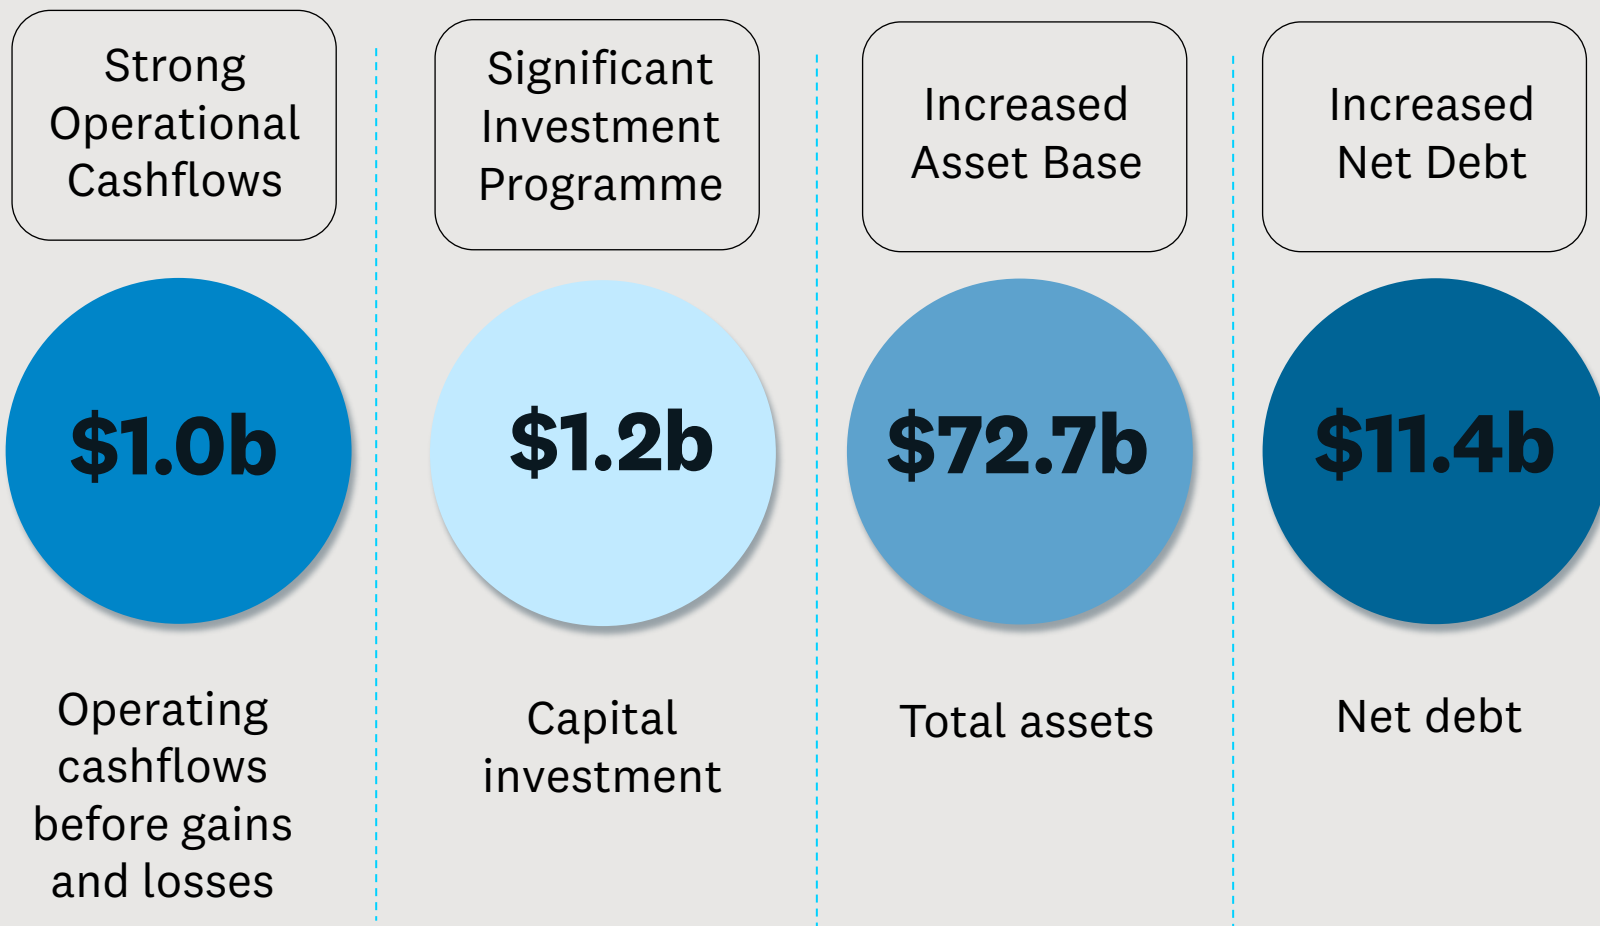 Strong
Operational
Cashflows
$1.0b
Operating
cashflows
before gains
and losses
Significant
Investment
Programme
$1.2b
Capital
investment
Increased
Asset Base
$72.7b
Total assets
Increased
Net Debt
$11.4b
Net debt